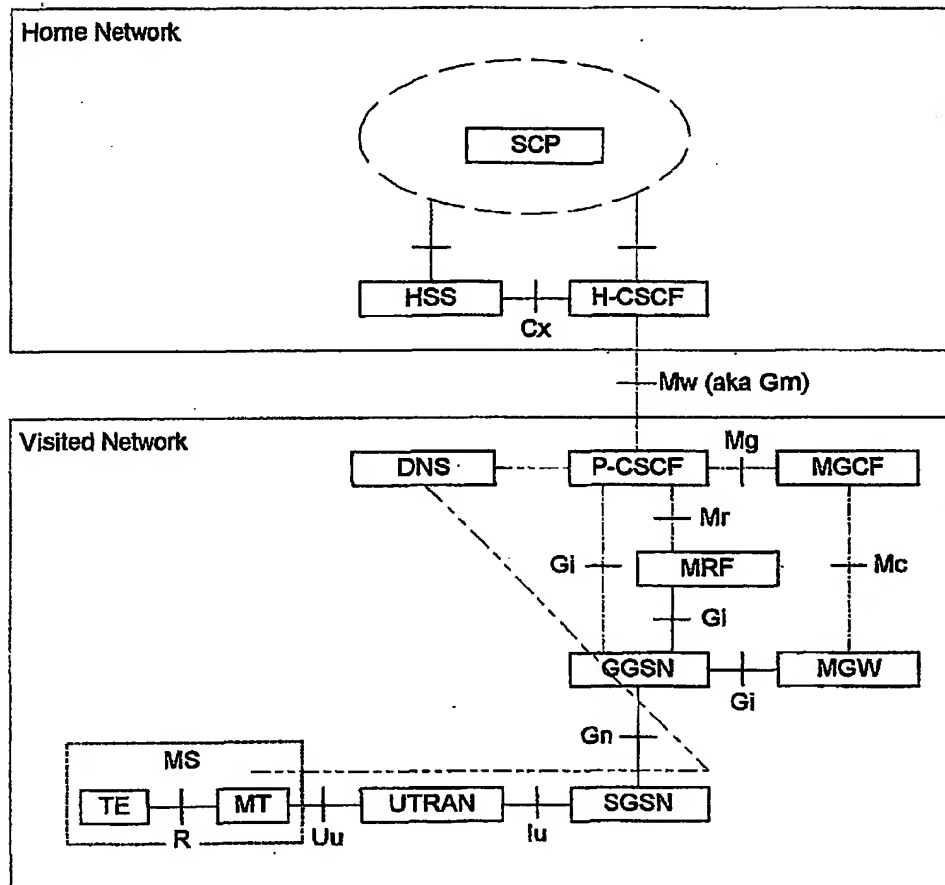 Home Network
SCP
HSS
H-CSCF
Cx
Mw (aka Gm)
Visited Network
DNS
P-CSCF
Mg
MGCF
Mr
Gi
MRF
Mc
Gi
GGSN
MGW
Gi
Gn
MS
TE
MT
UTRAN
SGSN
R
Uu
Iu